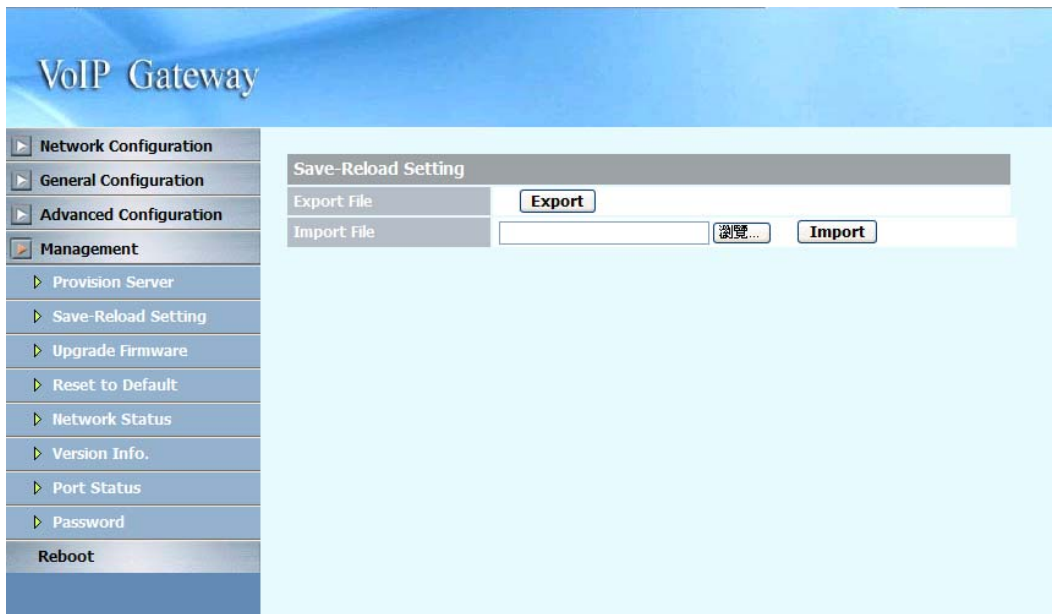 VoIP Gateway
Network Configuration
General Configuration
Advanced Configuration
Management
Provision Server
Save-Reload Setting
Upgrade Firmware
Reset to Default
Network Status
Version Info.
Port Status
Password
Reboot
Save-Reload Setting
Export File Export
Import File 瀏覽... Import